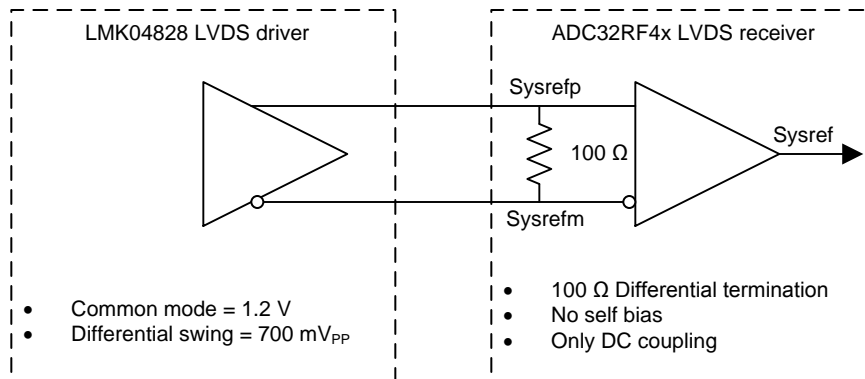 LMK04828 LVDS driver
ADC32RF4x LVDS receiver
Sysrefp
Sysref
100 Ω
Sysrefm
• Common mode = 1.2 V
• Differential swing = 700 mVPP
• 100 Ω Differential termination
• No self bias
• Only DC coupling